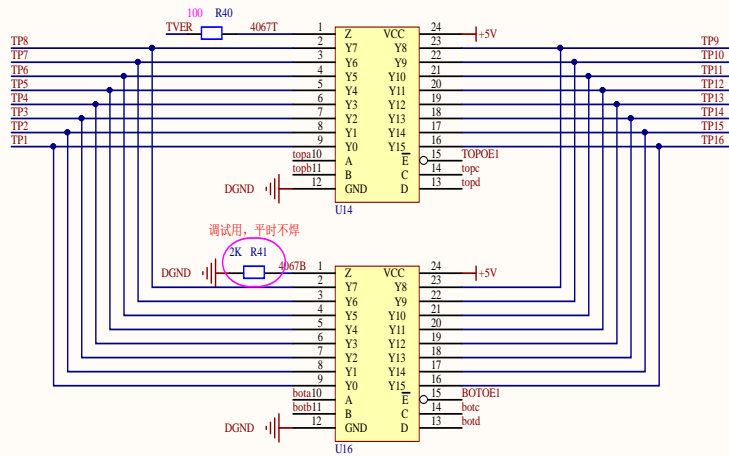 100 R40
TVER 4067T 1 Z VCC 24 +5V
TP8 2 Y7 Y8 23 TP9
TP7 3 Y6 Y9 22 TP10
TP6 4 Y5 Y10 21 TP11
TP5 5 Y4 Y11 20 TP12
TP4 6 Y3 Y12 19 TP13
TP3 7 Y2 Y13 18 TP14
TP2 8 Y1 Y14 17 TP15
TP1 9 Y0 Y15 16 TP16
topa 10 A E 15 TOPOE1
topb 11 B C 14 topc
DGND 12 GND D 13 topd
U14
调试用，平时不焊
2K R41
DGND 4067B 1 Z VCC 24 +5V
2 Y7 Y8 23
3 Y6 Y9 22
4 Y5 Y10 21
5 Y4 Y11 20
6 Y3 Y12 19
7 Y2 Y13 18
8 Y1 Y14 17
9 Y0 Y15 16
bota 10 A E 15 BOTOE1
botb 11 B C 14 botc
DGND 12 GND D 13 botd
U16